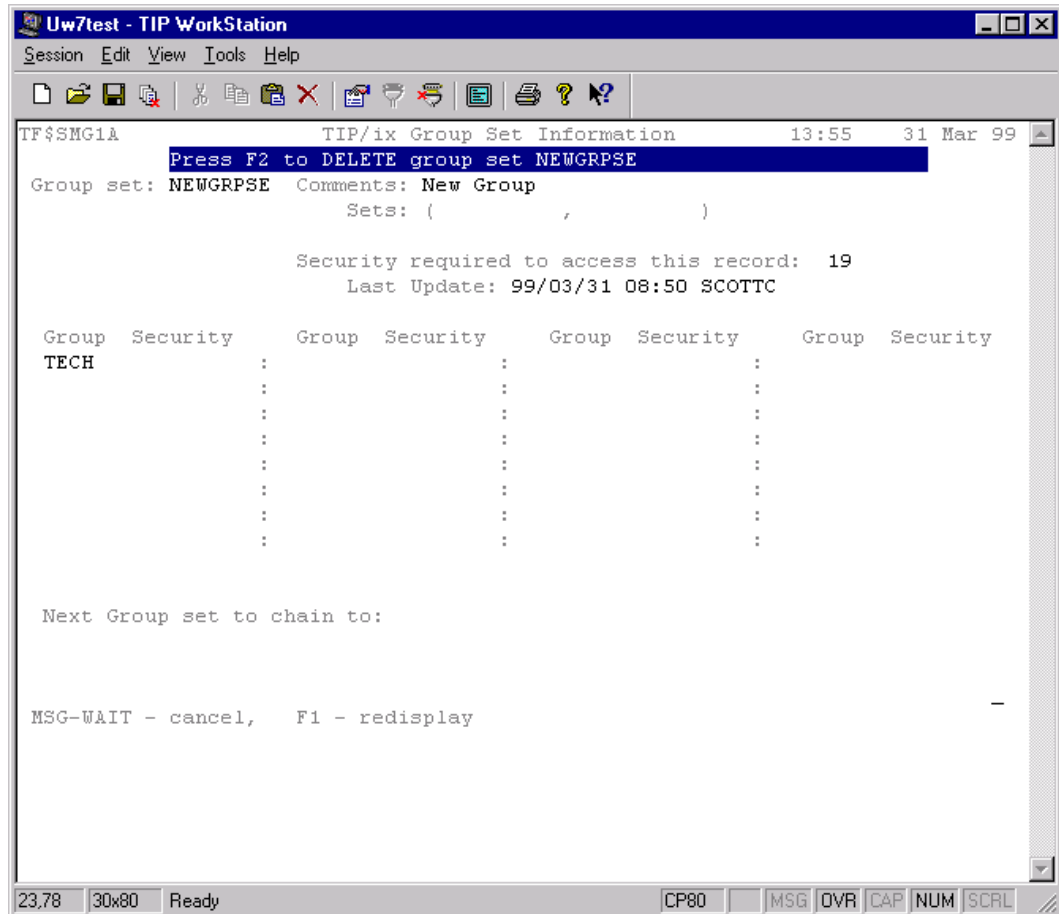 Uw7test - TIP WorkStation
Session Edit View Tools Help
TF$SMG1A TIP/ix Group Set Information 13:55 31 Mar 99
Press F2 to DELETE group set NEWGRPSE
Group set: NEWGRPSE Comments: New Group
Sets: ( , )
Security required to access this record: 19
Last Update: 99/03/31 08:50 SCOTTC
Group Security Group Security Group Security Group Security
TECH : : :
: : :
: : :
: : :
: : :
: : :
: : :
: : :
Next Group set to chain to:
MSG-WAIT - cancel, F1 - redisplay
23,78 30x80 Ready CP80 MSG OVR CAP NUM SCRL